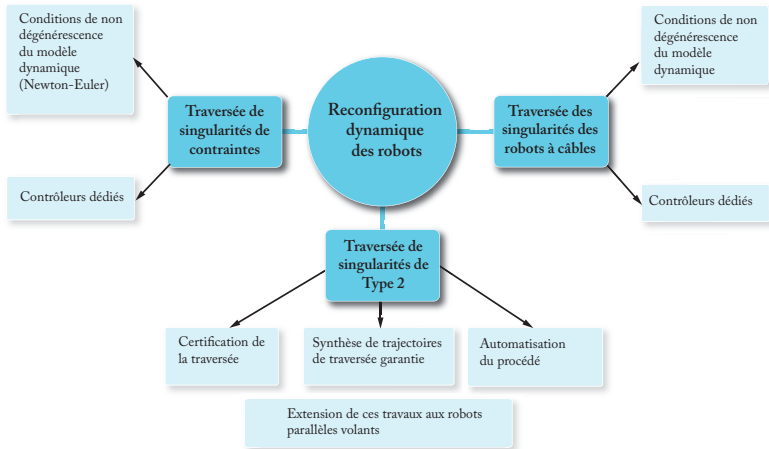 Conditions de non
dégénérescence
du modèle
dynamique
(Newton-Euler)
Traversée de
singularités de
contraintes
Contrôleurs dédiés
Reconfiguration
dynamique
des robots
Traversée des
singularités des
robots à câbles
Conditions de non
dégénérescence
du modèle
dynamique
Contrôleurs dédiés
Traversée de
singularités de
Type 2
Certification de
la traversée
Synthèse de trajectoires
de traversée garantie
Automatisation
du procédé
Extension de ces travaux aux robots
parallèles volants